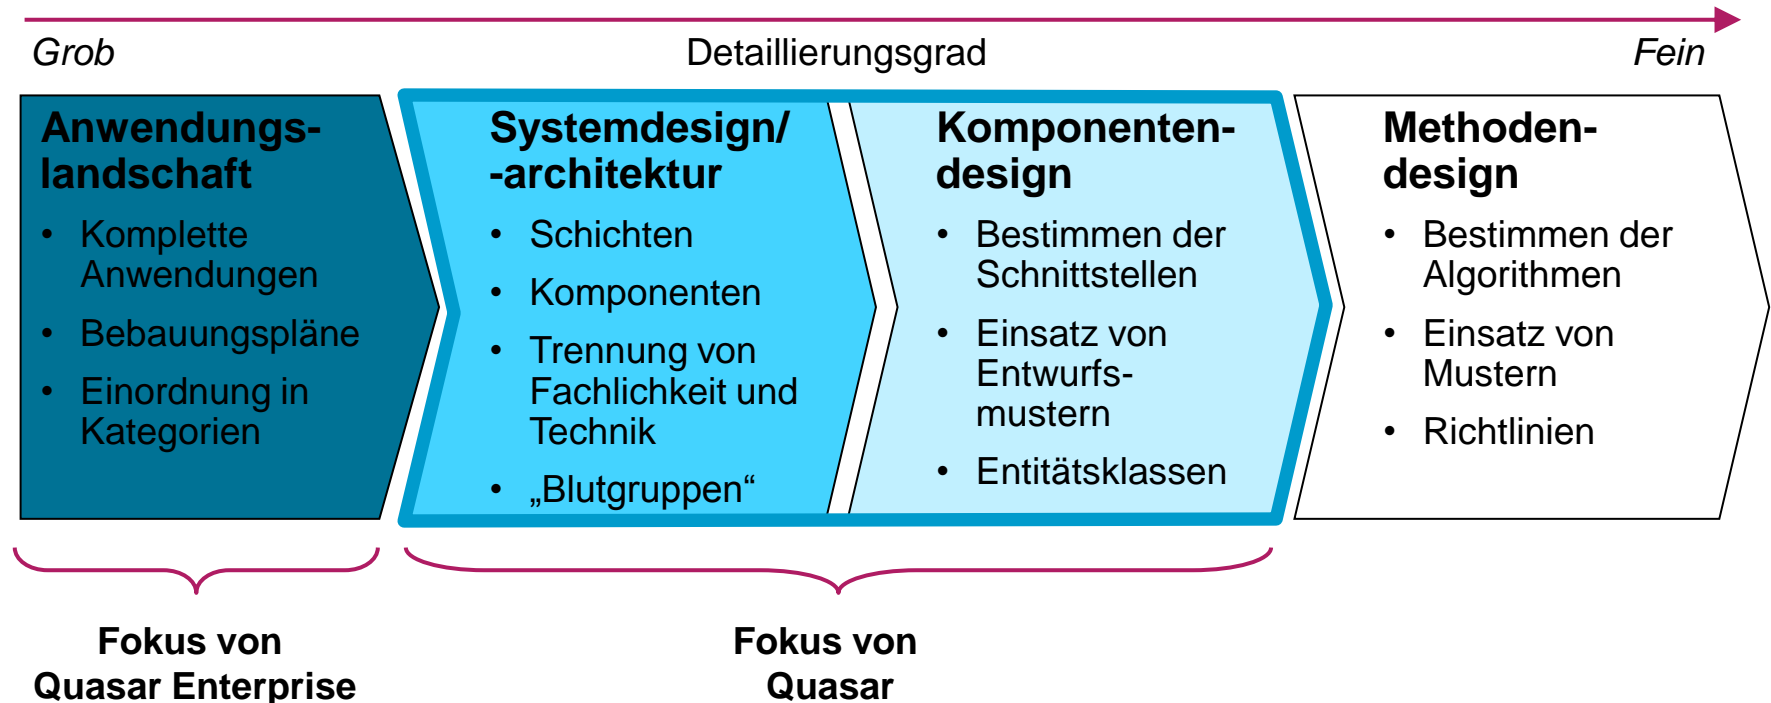 Grob Detaillierungsgrad Fein
Anwendungs-
landschaft
• Komplette
Anwendungen
• Bebauungspläne
• Einordnung in
Kategorien
Systemdesign/
-architektur
• Schichten
• Komponenten
• Trennung von
Fachlichkeit und
Technik
• „Blutgruppen“
Komponenten-
design
• Bestimmen der
Schnittstellen
• Einsatz von
Entwurfs-
mustern
• Entitätsklassen
Methoden-
design
• Bestimmen der
Algorithmen
• Einsatz von
Mustern
• Richtlinien
Fokus von
Quasar Enterprise
Fokus von
Quasar